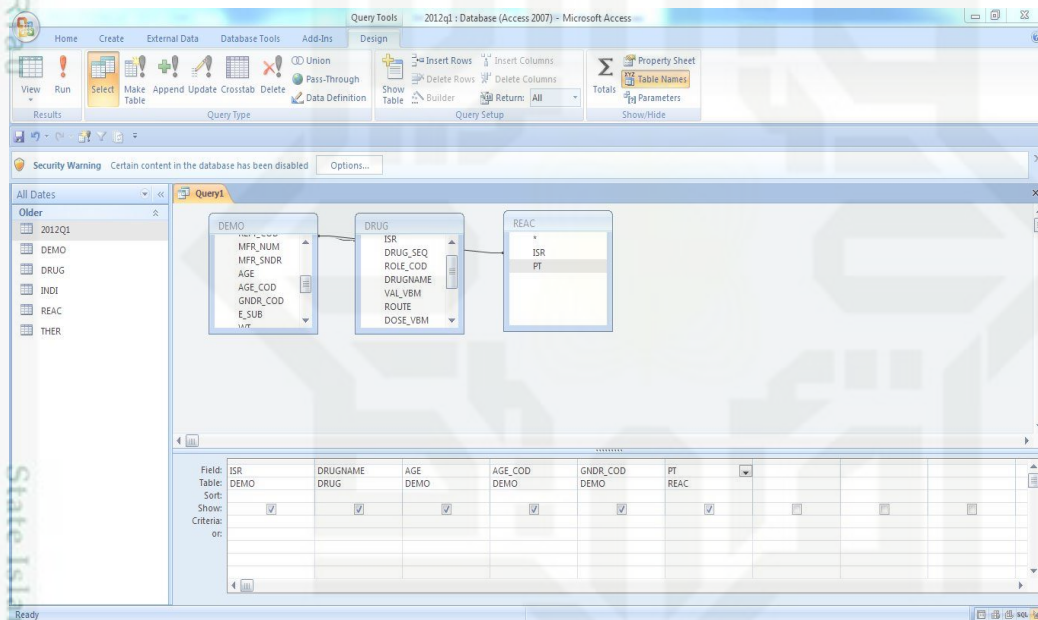 Query Tools 2012q1 : Database (Access 2007) - Microsoft Access
Home Create External Data Database Tools Add-Ins Design
View Run Select Make Table Append Update Crosstab Delete
Union
Pass-Through
Data Definition
Show Table
Insert Rows
Delete Rows
Builder
Insert Columns
Delete Columns
Return: All
Totals
Property Sheet
Table Names
Parameters
Results Query Type Query Setup Show/Hide
Security Warning Certain content in the database has been disabled Options...
All Dates
Older
2012Q1
DEMO
DRUG
INDI
REAC
THER
Query1
DEMO
MFR_NUM
MFR_SNDR
AGE
AGE_COD
GNDR_COD
E_SUB
WT
DRUG
ISR
DRUG_SEQ
ROLE_COD
DRUGNAME
VAL_VBM
ROUTE
DOSE_VBM
REAC
*
ISR
PT
Field: ISR DRUGNAME AGE AGE_COD GNDR_COD PT
Table: DEMO DRUG DEMO DEMO DEMO REAC
Sort:
Show:
Criteria:
or:
Ready
SQL
State Isla